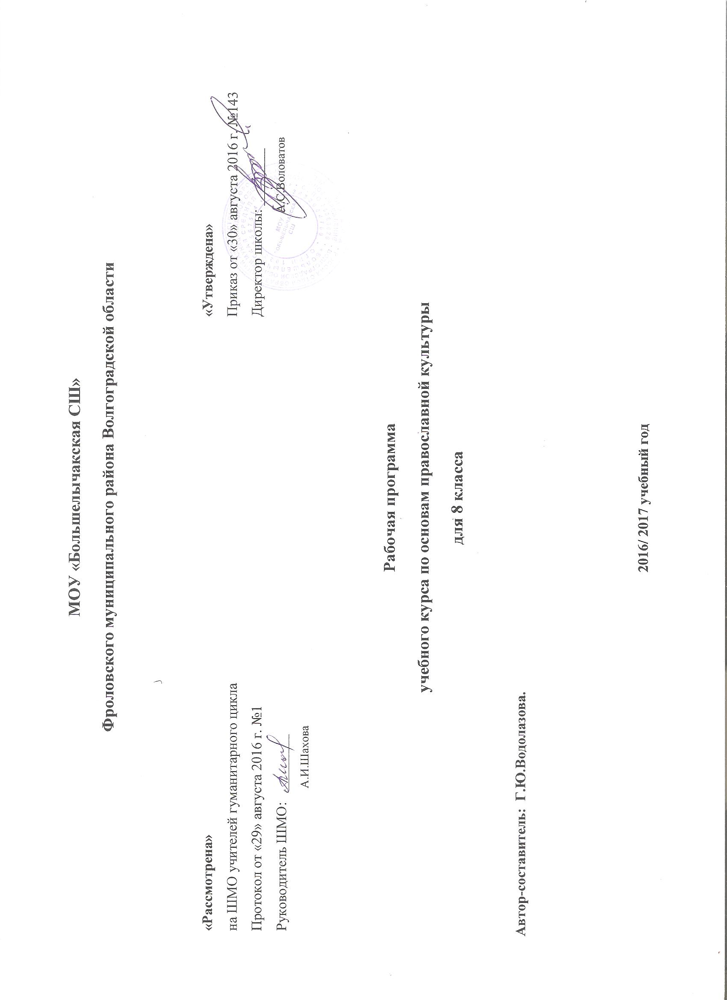 МОУ «Большелычакская СШ»
Фроловского муниципального района Волгоградской области
«Рассмотрена»
на ШМО учителей гуманитарного цикла
Протокол от «29» августа 2016 г. №1
Руководитель ШМО:
А.И.Шахова
«Утверждена»
Приказ от «30» августа 2016 г. №143
Директор школы:
А.С.Воловатов
МОУ
СШ
Рабочая программа
учебного курса по основам православной культуры
для 8 класса
Автор-составитель: Г.Ю.Водолазова.
2016/ 2017 учебный год